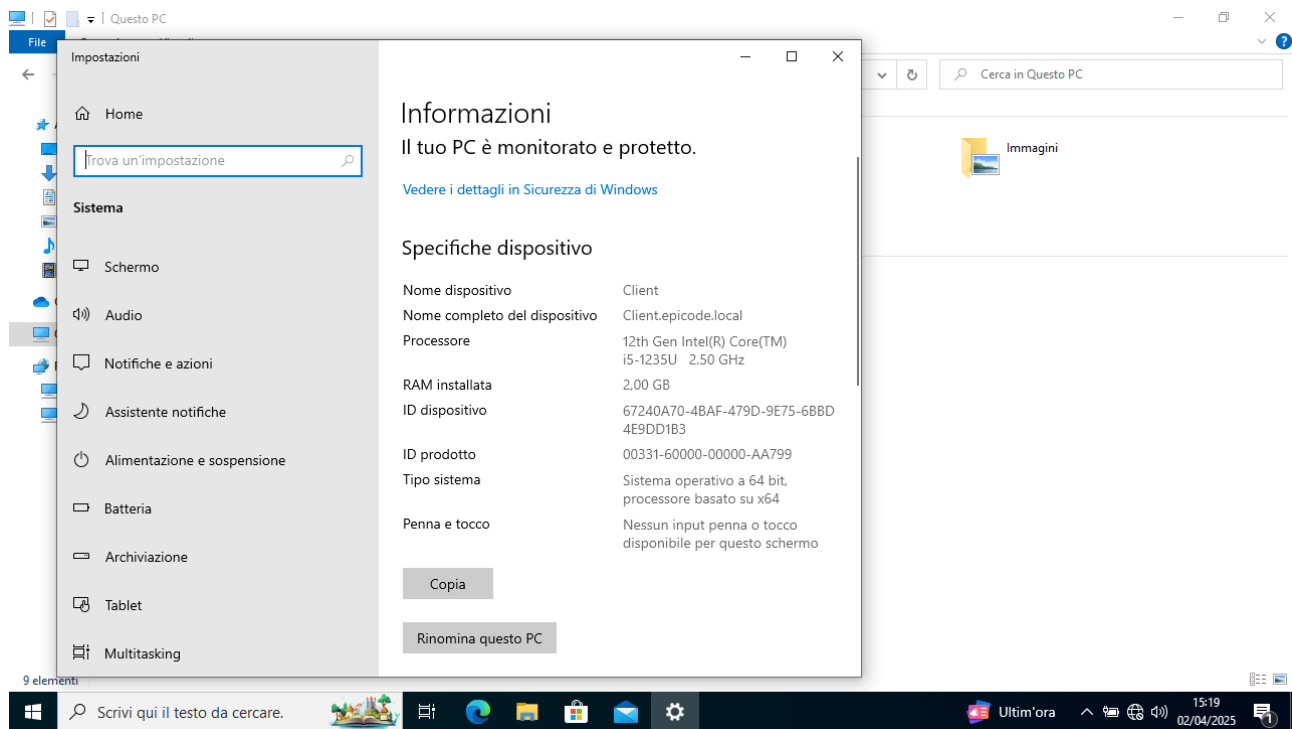 Questo PC
File
Impostazioni
Cerca in Questo PC
Home
Trova un'impostazione
Sistema
Schermo
Audio
Notifiche e azioni
Assistente notifiche
Alimentazione e sospensione
Batteria
Archiviazione
Tablet
Multitasking
Informazioni
Il tuo PC è monitorato e protetto.
Vedere i dettagli in Sicurezza di Windows
Specifiche dispositivo
Nome dispositivo Client
Nome completo del dispositivo Client.epicode.local
Processore 12th Gen Intel(R) Core(TM)
i5-1235U 2.50 GHz
RAM installata 2,00 GB
ID dispositivo 67240A70-4BAF-479D-9E75-6BBD
4E9DD1B3
ID prodotto 00331-60000-00000-AA799
Tipo sistema Sistema operativo a 64 bit,
processore basato su x64
Penna e tocco Nessun input penna o tocco
disponibile per questo schermo
Copia
Rinomina questo PC
Immagini
9 elementi
Scrivi qui il testo da cercare.
Ultim'ora
15:19
02/04/2025
1